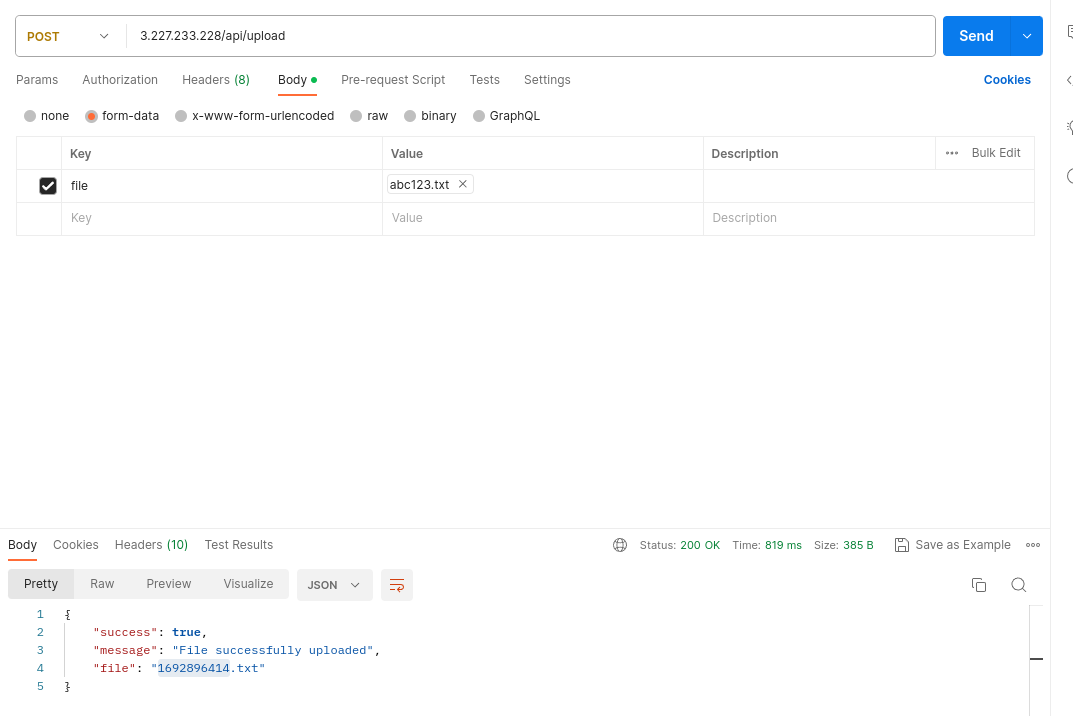 POST 3.227.233.228/api/upload Send
Params Authorization Headers (8) Body Pre-request Script Tests Settings Cookies
none form-data x-www-form-urlencoded raw binary GraphQL
Key Value Description Bulk Edit
file abc123.txt
Key Value Description
Body Cookies Headers (10) Test Results Status: 200 OK Time: 819 ms Size: 385 B Save as Example
Pretty Raw Preview Visualize JSON
1 {
2 "success": true,
3 "message": "File successfully uploaded",
4 "file": "1692896414.txt"
5 }